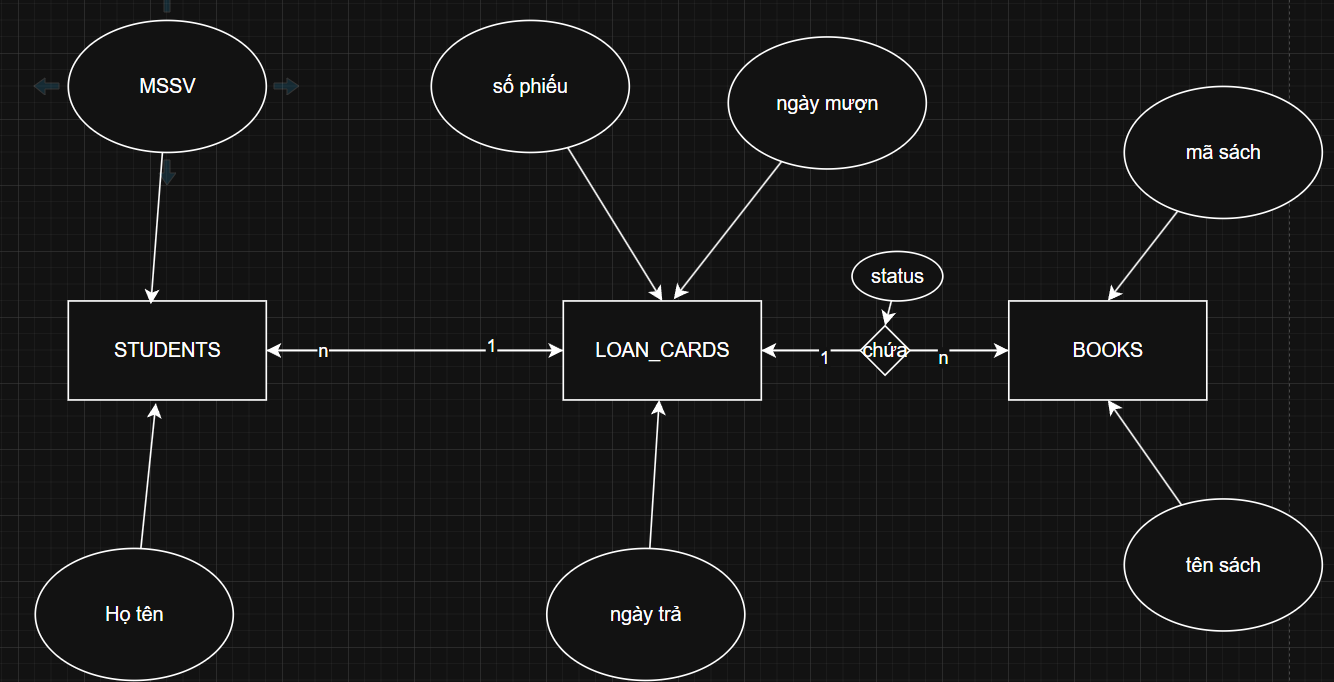 MSSV
số phiếu
ngày mượn
mã sách
status
STUDENTS
n
1
LOAN_CARDS
1
chứa
n
BOOKS
Họ tên
ngày trả
tên sách